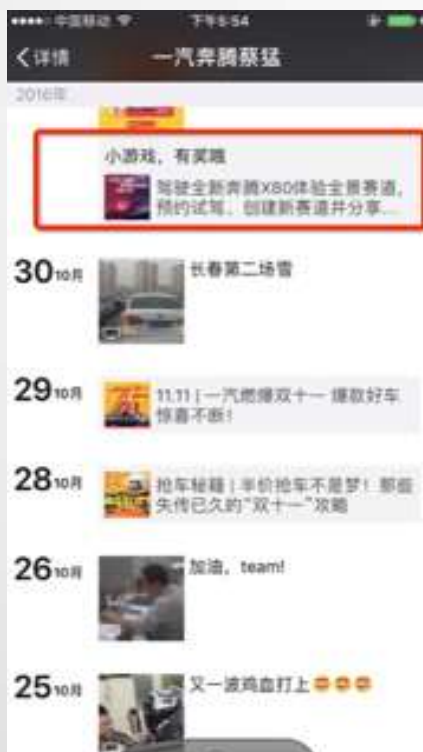 中国移动
下午5:54
详情
一汽奔腾蔡猛
2016年
小游戏，有奖哦
驾驶全新奔腾X80体验全景赛道，
预约试驾、创建新赛道并分享...
30 10月
长春第二场雪
29 10月
11.11 | 一汽燃爆双十一 爆款好车
惊喜不断！
28 10月
抢车秘籍 | 半价抢车不是梦！那些
失传已久的“双十一”攻略
26 10月
加油，team!
25 10月
又一波鸡血打上